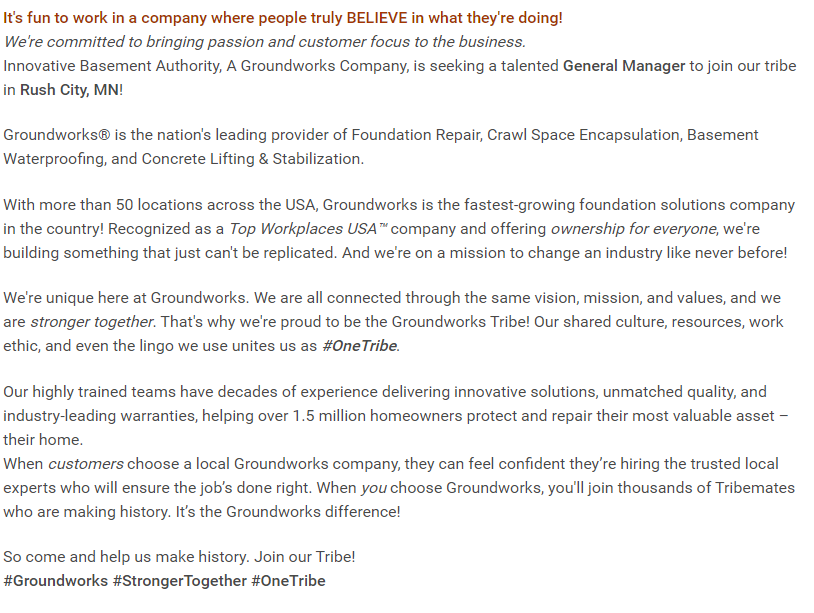 It's fun to work in a company where people truly BELIEVE in what they're doing!
We're committed to bringing passion and customer focus to the business.
Innovative Basement Authority, A Groundworks Company, is seeking a talented General Manager to join our tribe
in Rush City, MN!
Groundworks® is the nation's leading provider of Foundation Repair, Crawl Space Encapsulation, Basement
Waterproofing, and Concrete Lifting & Stabilization.
With more than 50 locations across the USA, Groundworks is the fastest-growing foundation solutions company
in the country! Recognized as a Top Workplaces USA™ company and offering ownership for everyone, we're
building something that just can't be replicated. And we're on a mission to change an industry like never before!
We're unique here at Groundworks. We are all connected through the same vision, mission, and values, and we
are stronger together. That's why we're proud to be the Groundworks Tribe! Our shared culture, resources, work
ethic, and even the lingo we use unites us as #OneTribe.
Our highly trained teams have decades of experience delivering innovative solutions, unmatched quality, and
industry-leading warranties, helping over 1.5 million homeowners protect and repair their most valuable asset –
their home.
When customers choose a local Groundworks company, they can feel confident they’re hiring the trusted local
experts who will ensure the job’s done right. When you choose Groundworks, you'll join thousands of Tribemates
who are making history. It’s the Groundworks difference!
So come and help us make history. Join our Tribe!
#Groundworks #StrongerTogether #OneTribe